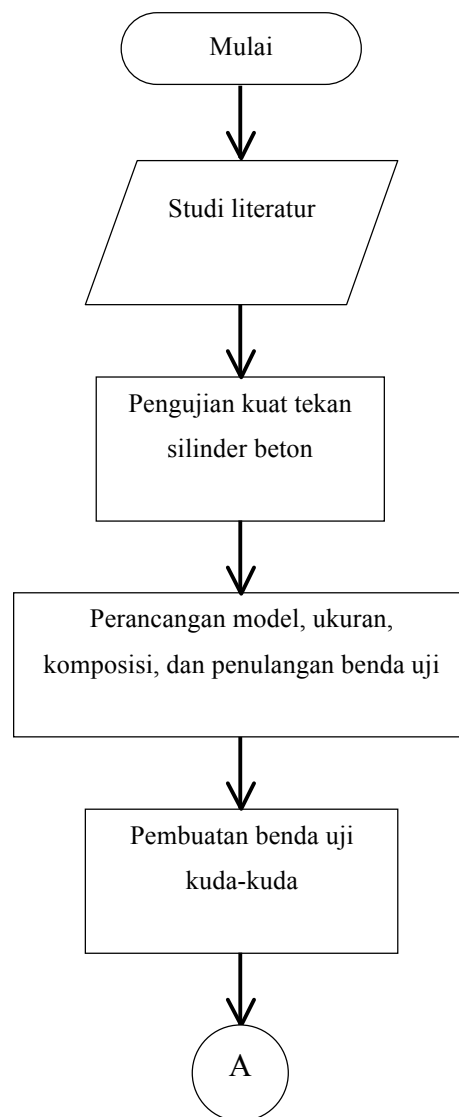 Mulai
Studi literatur
Pengujian kuat tekan
silinder beton
Perancangan model, ukuran,
komposisi, dan penulangan benda uji
Pembuatan benda uji
kuda-kuda
A